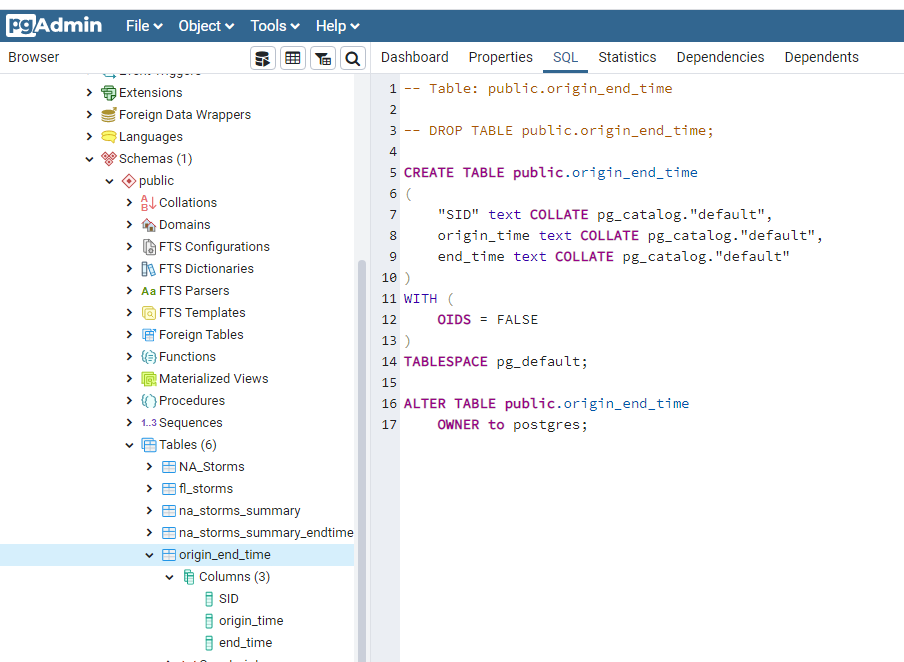 pgAdmin File Object Tools Help
Browser
Dashboard Properties SQL Statistics Dependencies Dependents
Extensions
Foreign Data Wrappers
Languages
Schemas (1)
public
Collations
Domains
FTS Configurations
FTS Dictionaries
Aa FTS Parsers
FTS Templates
Foreign Tables
Functions
Materialized Views
Procedures
1..3 Sequences
Tables (6)
NA_Storms
fl_storms
na_storms_summary
na_storms_summary_endtime
origin_end_time
Columns (3)
SID
origin_time
end_time
1 -- Table: public.origin_end_time
2
3 -- DROP TABLE public.origin_end_time;
4
5 CREATE TABLE public.origin_end_time
6 (
7 "SID" text COLLATE pg_catalog."default",
8 origin_time text COLLATE pg_catalog."default",
9 end_time text COLLATE pg_catalog."default"
10 )
11 WITH (
12 OIDS = FALSE
13 )
14 TABLESPACE pg_default;
15
16 ALTER TABLE public.origin_end_time
17 OWNER to postgres;